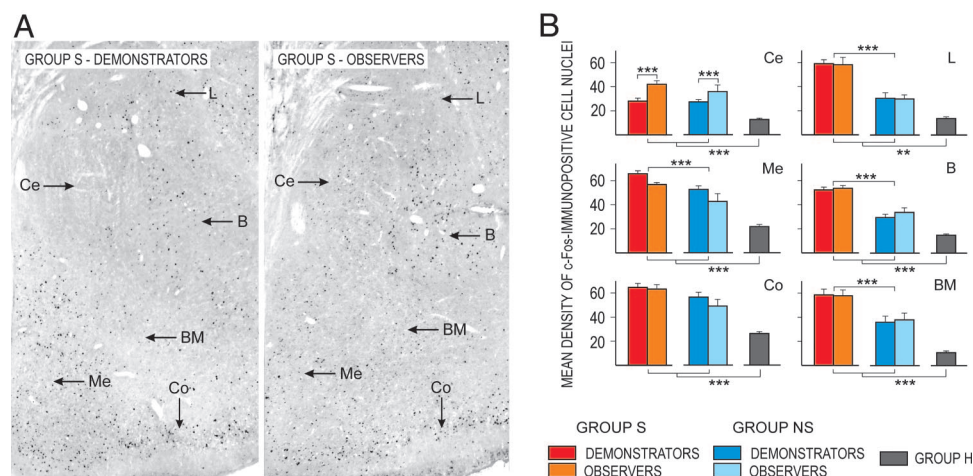 A
GROUP S - DEMONSTRATORS
L
Ce
B
BM
Me
Co
GROUP S - OBSERVERS
L
Ce
B
BM
Me
Co
B
MEAN DENSITY OF c-Fos-IMMUNOPOSITIVE CELL NUCLEI
Ce
60
40
20
***
***
***
L
***
**
Me
60
40
20
***
***
B
***
***
Co
60
40
20
***
BM
***
***
GROUP S
DEMONSTRATORS
OBSERVERS
GROUP NS
DEMONSTRATORS
OBSERVERS
GROUP H